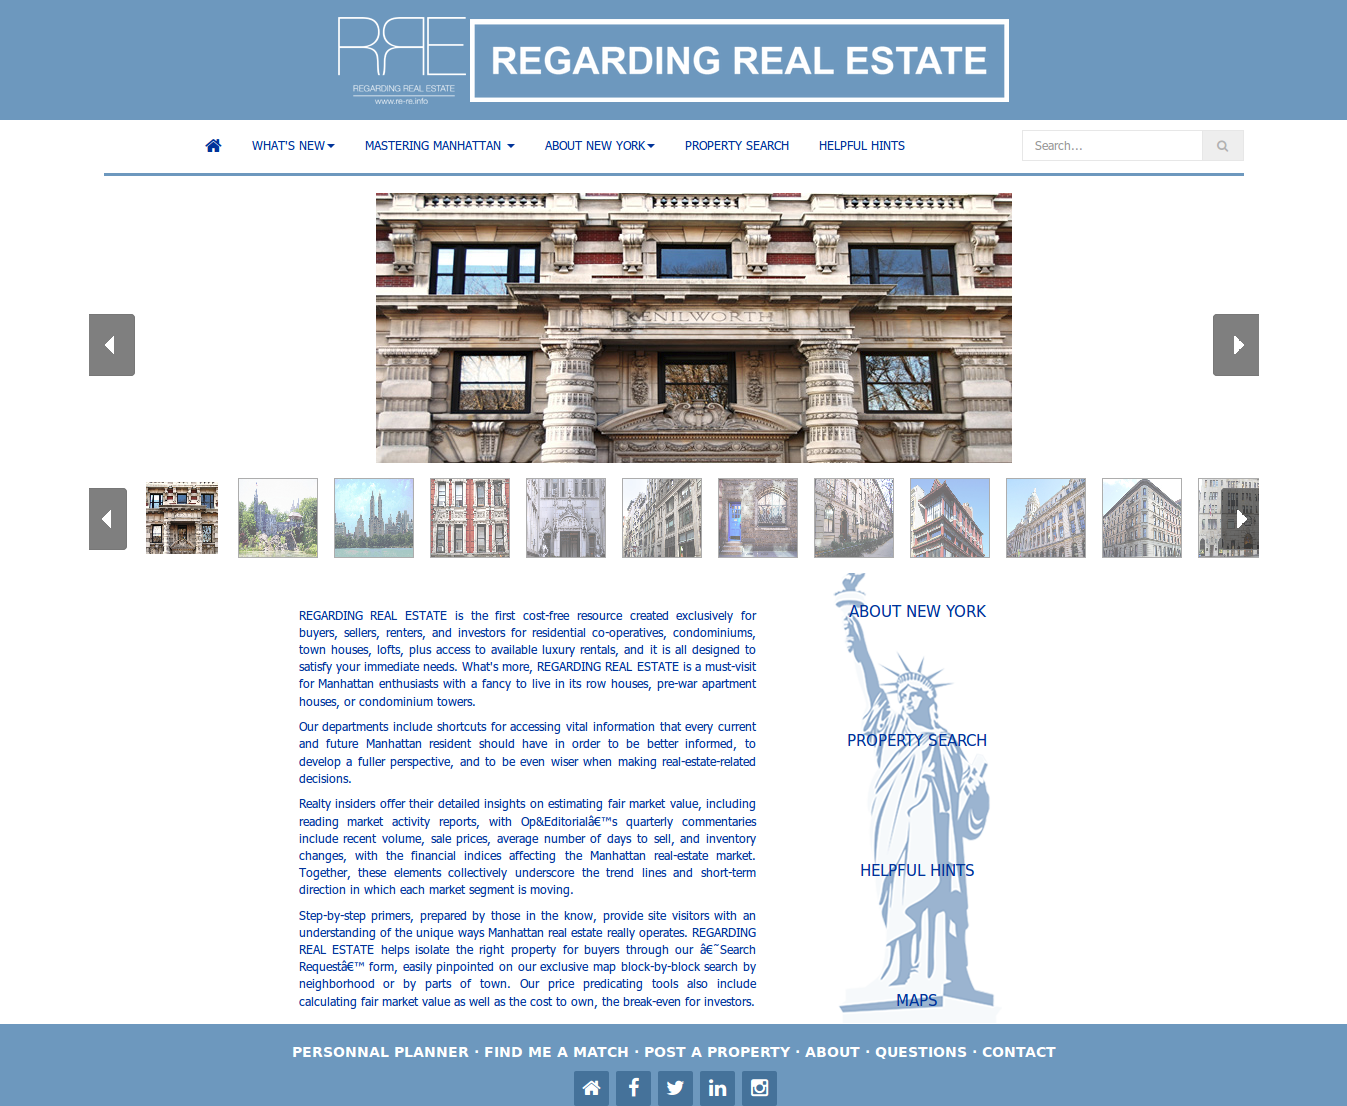 RRE
REGARDING REAL ESTATE
www.re-re.info
REGARDING REAL ESTATE
WHAT'S NEW
MASTERING MANHATTAN
ABOUT NEW YORK
PROPERTY SEARCH
HELPFUL HINTS
Search...
KENILWORTH
REGARDING REAL ESTATE is the first cost-free resource created exclusively for
buyers, sellers, renters, and investors for residential co-operatives, condominiums,
town houses, lofts, plus access to available luxury rentals, and it is all designed to
satisfy your immediate needs. What's more, REGARDING REAL ESTATE is a must-visit
for Manhattan enthusiasts with a fancy to live in its row houses, pre-war apartment
houses, or condominium towers.
Our departments include shortcuts for accessing vital information that every current
and future Manhattan resident should have in order to be better informed, to
develop a fuller perspective, and to be even wiser when making real-estate-related
decisions.
Realty insiders offer their detailed insights on estimating fair market value, including
reading market activity reports, with Op&Editorialâ€™s quarterly commentaries
include recent volume, sale prices, average number of days to sell, and inventory
changes, with the financial indices affecting the Manhattan real-estate market.
Together, these elements collectively underscore the trend lines and short-term
direction in which each market segment is moving.
Step-by-step primers, prepared by those in the know, provide site visitors with an
understanding of the unique ways Manhattan real estate really operates. REGARDING
REAL ESTATE helps isolate the right property for buyers through our â€˜Search
Requestâ€™ form, easily pinpointed on our exclusive map block-by-block search by
neighborhood or by parts of town. Our price predicating tools also include
calculating fair market value as well as the cost to own, the break-even for investors.
ABOUT NEW YORK
PROPERTY SEARCH
HELPFUL HINTS
MAPS
PERSONNAL PLANNER · FIND ME A MATCH · POST A PROPERTY · ABOUT · QUESTIONS · CONTACT